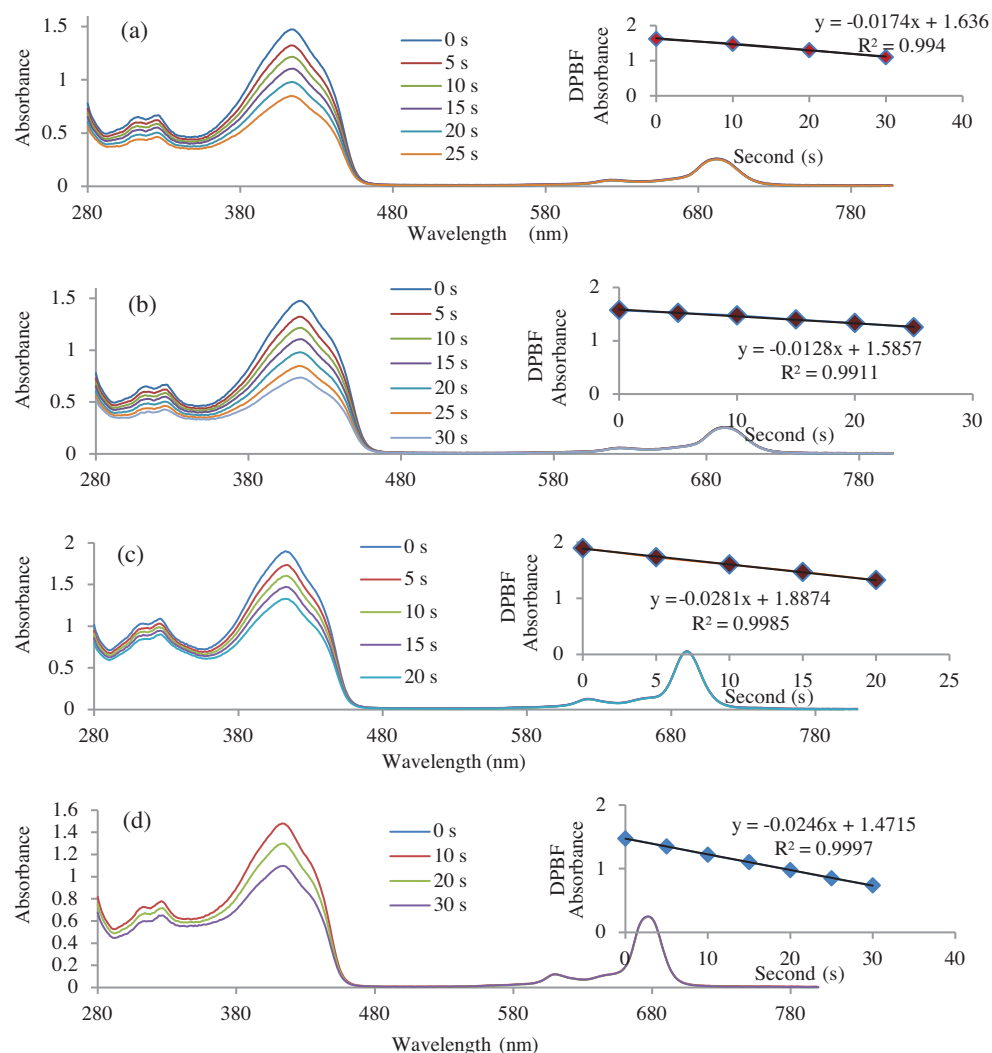 (a)
Absorbance
1.5
1
0.5
0
0 s
5 s
10 s
15 s
20 s
25 s
280 380 480 580 680 780
Wavelength (nm)
DPBF
Absorbance
2
1
0
y = -0.0174x + 1.636
R² = 0.994
0 10 20 30 40
Second (s)
(b)
Absorbance
1.5
1
0.5
0
0 s
5 s
10 s
15 s
20 s
25 s
30 s
280 380 480 580 680 780
DPBF
Absorbance
2
1
0
y = -0.0128x + 1.5857
R² = 0.9911
0 10 20 30
Second (s)
(c)
Absorbance
2
1.5
1
0.5
0
0 s
5 s
10 s
15 s
20 s
280 380 480 580 680 780
Wavelength (nm)
DPBF
Absorbance
2
1
0
y =-0.0281x + 1.8874
R² = 0.9985
0 5 10 15 20 25
Second (s)
(d)
Absorbance
1.6
1.4
1.2
1
0.8
0.6
0.4
0.2
0
0 s
10 s
20 s
30 s
280 380 480 580 680 780
Wavelength (nm)
DPBF
Absorbance
2
1
0
y = -0.0246x + 1.4715
R² = 0.9997
0 10 20 30 40
Second (s)